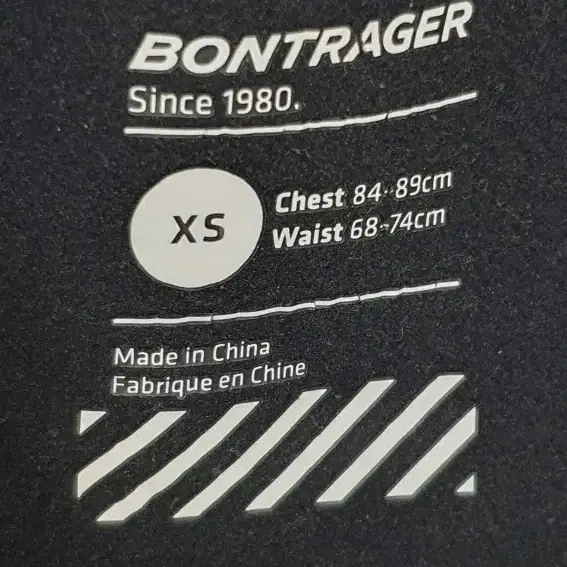 BONTRAGER
Since 1980.
XS
Chest 84-89cm
Waist 68-74cm
Made in China
Fabrique en Chine